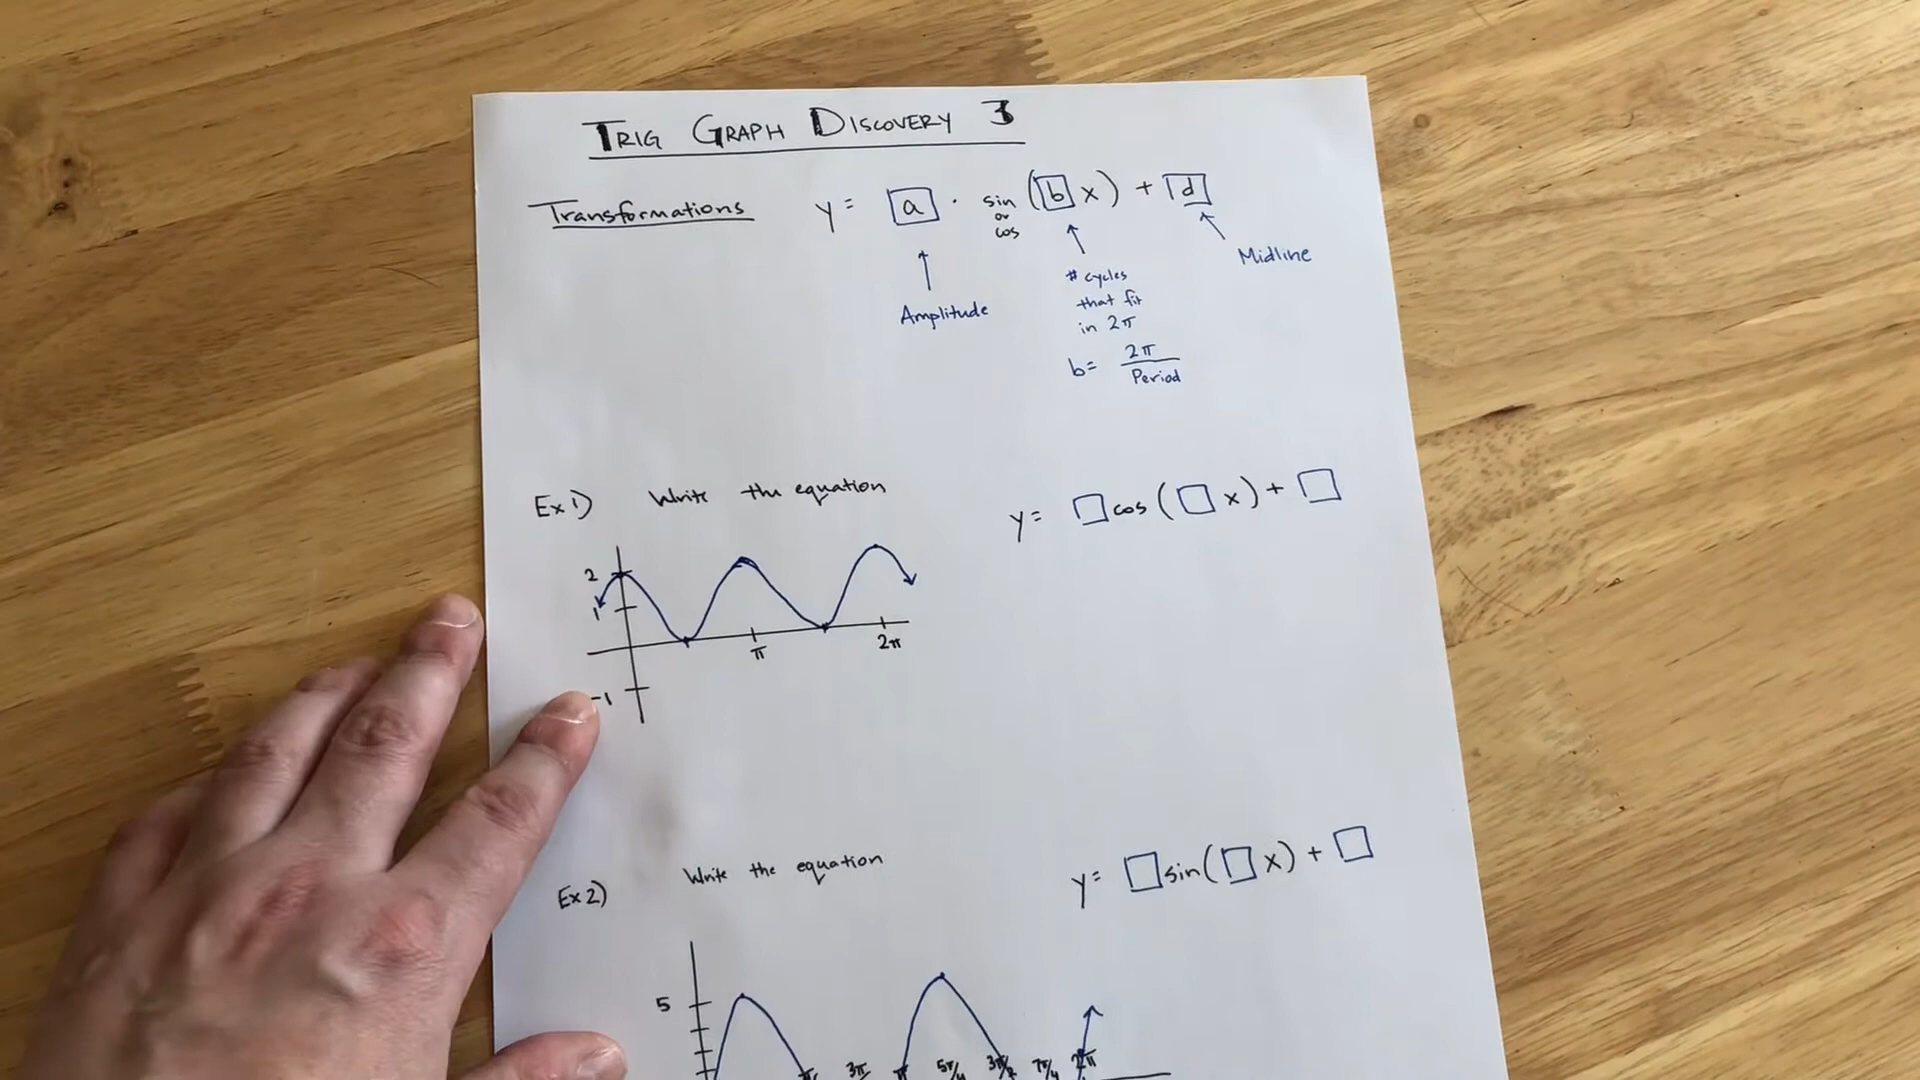 TRIG GRAPH DISCOVERY 3
Transformations y = a · sin or cos (b x) + d
Amplitude
# cycles
that fit
in 2π
b = 2π / Period
Midline
Ex 1) Write the equation
y = □ cos (□ x) + □
2
1
-1
π
2π
Ex 2) Write the equation
y = □ sin (□ x) + □
5
3π/
π
5π/4
3π/2
7π/4
2π